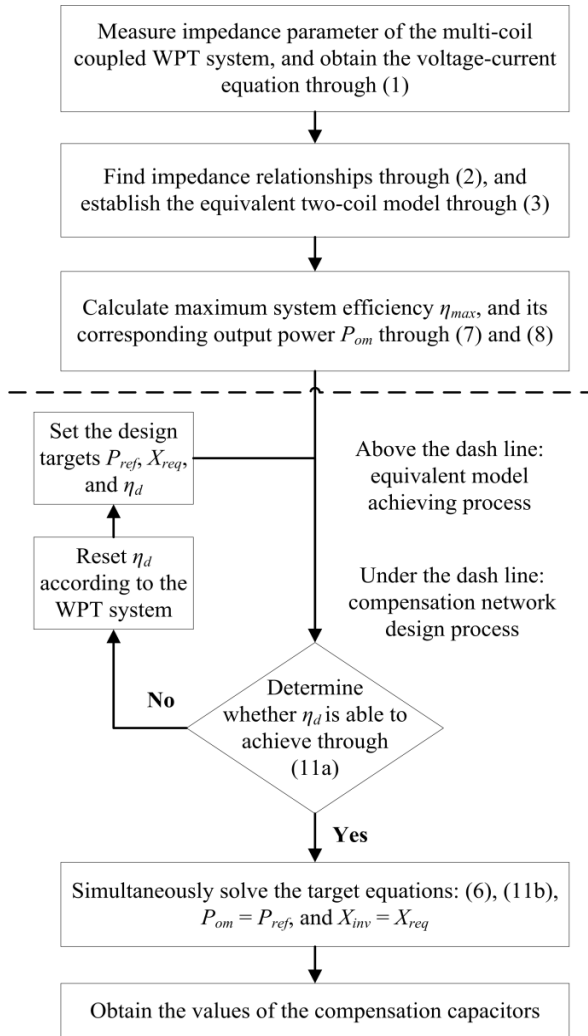 Measure impedance parameter of the multi-coil
coupled WPT system, and obtain the voltage-current
equation through (1)
Find impedance relationships through (2), and
establish the equivalent two-coil model through (3)
Calculate maximum system efficiency ηmax, and its
corresponding output power Pom through (7) and (8)
Set the design
targets Pref, Xreq,
and ηd
Above the dash line:
equivalent model
achieving process
Reset ηd
according to the
WPT system
Under the dash line:
compensation network
design process
No
Determine
whether ηd is able to
achieve through
(11a)
Yes
Simultaneously solve the target equations: (6), (11b),
Pom = Pref, and Xinv = Xreq
Obtain the values of the compensation capacitors